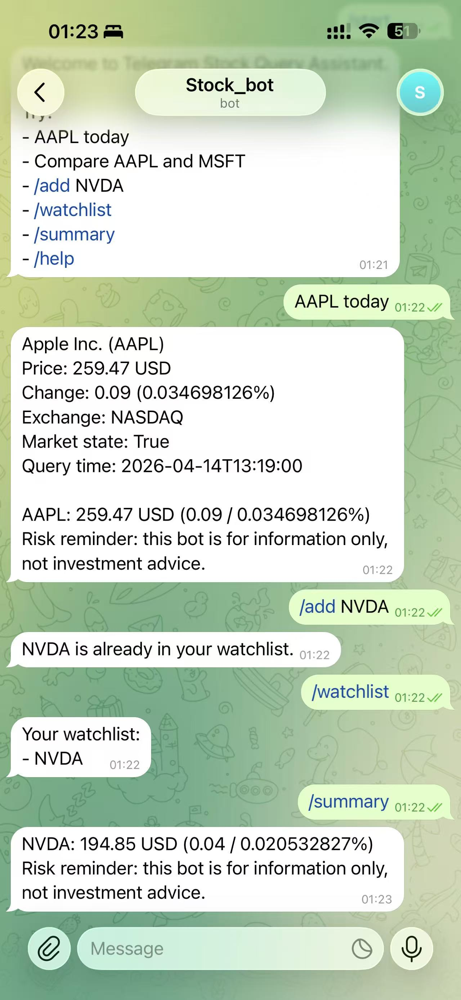 01:23
51
Welcome to Telegram Stock Query Assistant.
Stock_bot
bot
S
Try:
- AAPL today
- Compare AAPL and MSFT
- /add NVDA
- /watchlist
- /summary
- /help
01:21
AAPL today 01:22
Apple Inc. (AAPL)
Price: 259.47 USD
Change: 0.09 (0.034698126%)
Exchange: NASDAQ
Market state: True
Query time: 2026-04-14T13:19:00
AAPL: 259.47 USD (0.09 / 0.034698126%)
Risk reminder: this bot is for information only,
not investment advice.
01:22
/add NVDA 01:22
NVDA is already in your watchlist. 01:22
/watchlist 01:22
Your watchlist:
- NVDA 01:22
/summary 01:22
NVDA: 194.85 USD (0.04 / 0.020532827%)
Risk reminder: this bot is for information only,
not investment advice.
01:23
Message